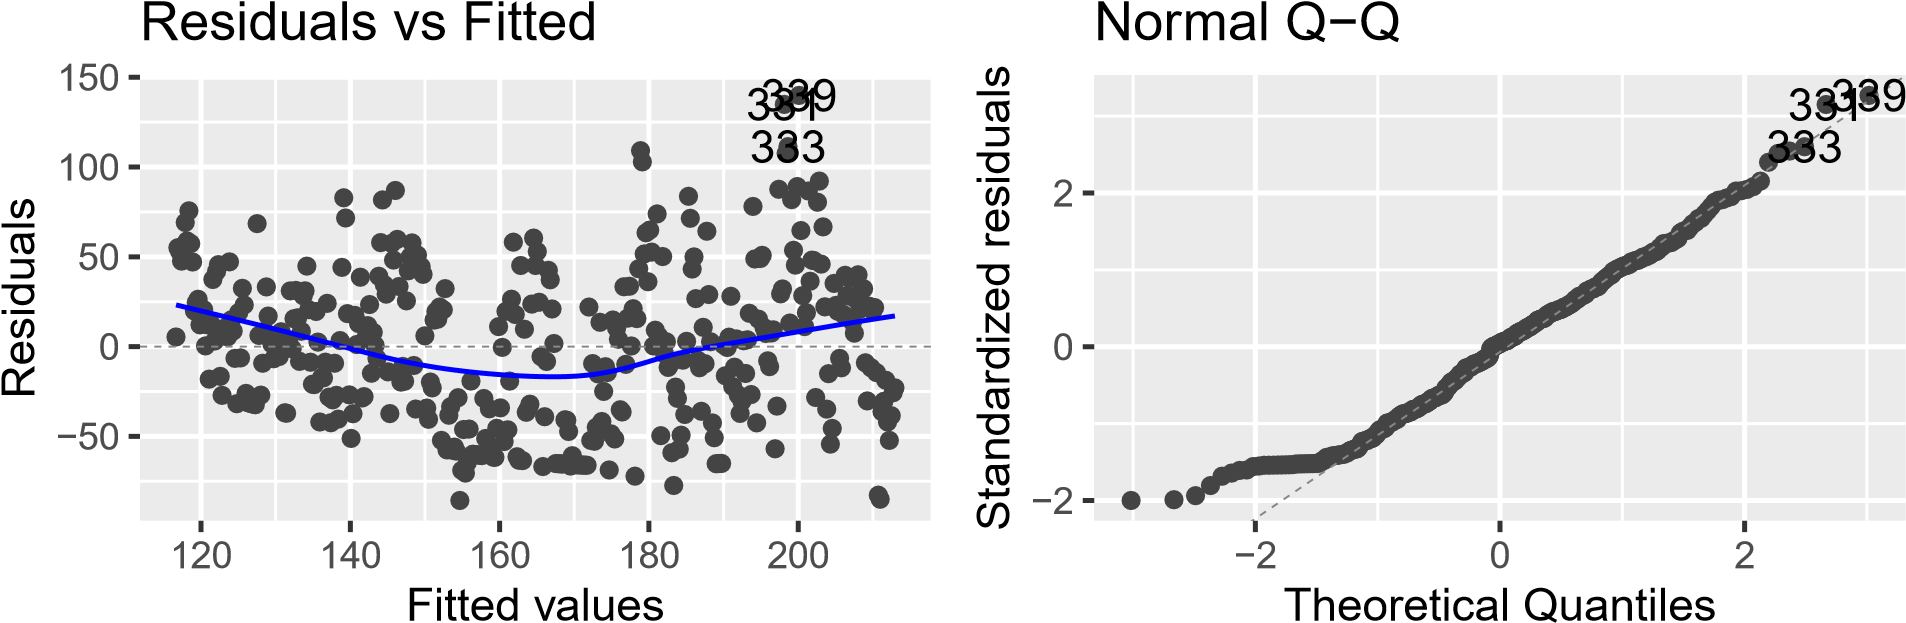 Residuals vs Fitted
150
100
50
0
−50
120 140 160 180 200
Residuals
Fitted values
339
331
333
Normal Q−Q
2
0
−2
−2 0 2
Standardized residuals
Theoretical Quantiles
339
331
333